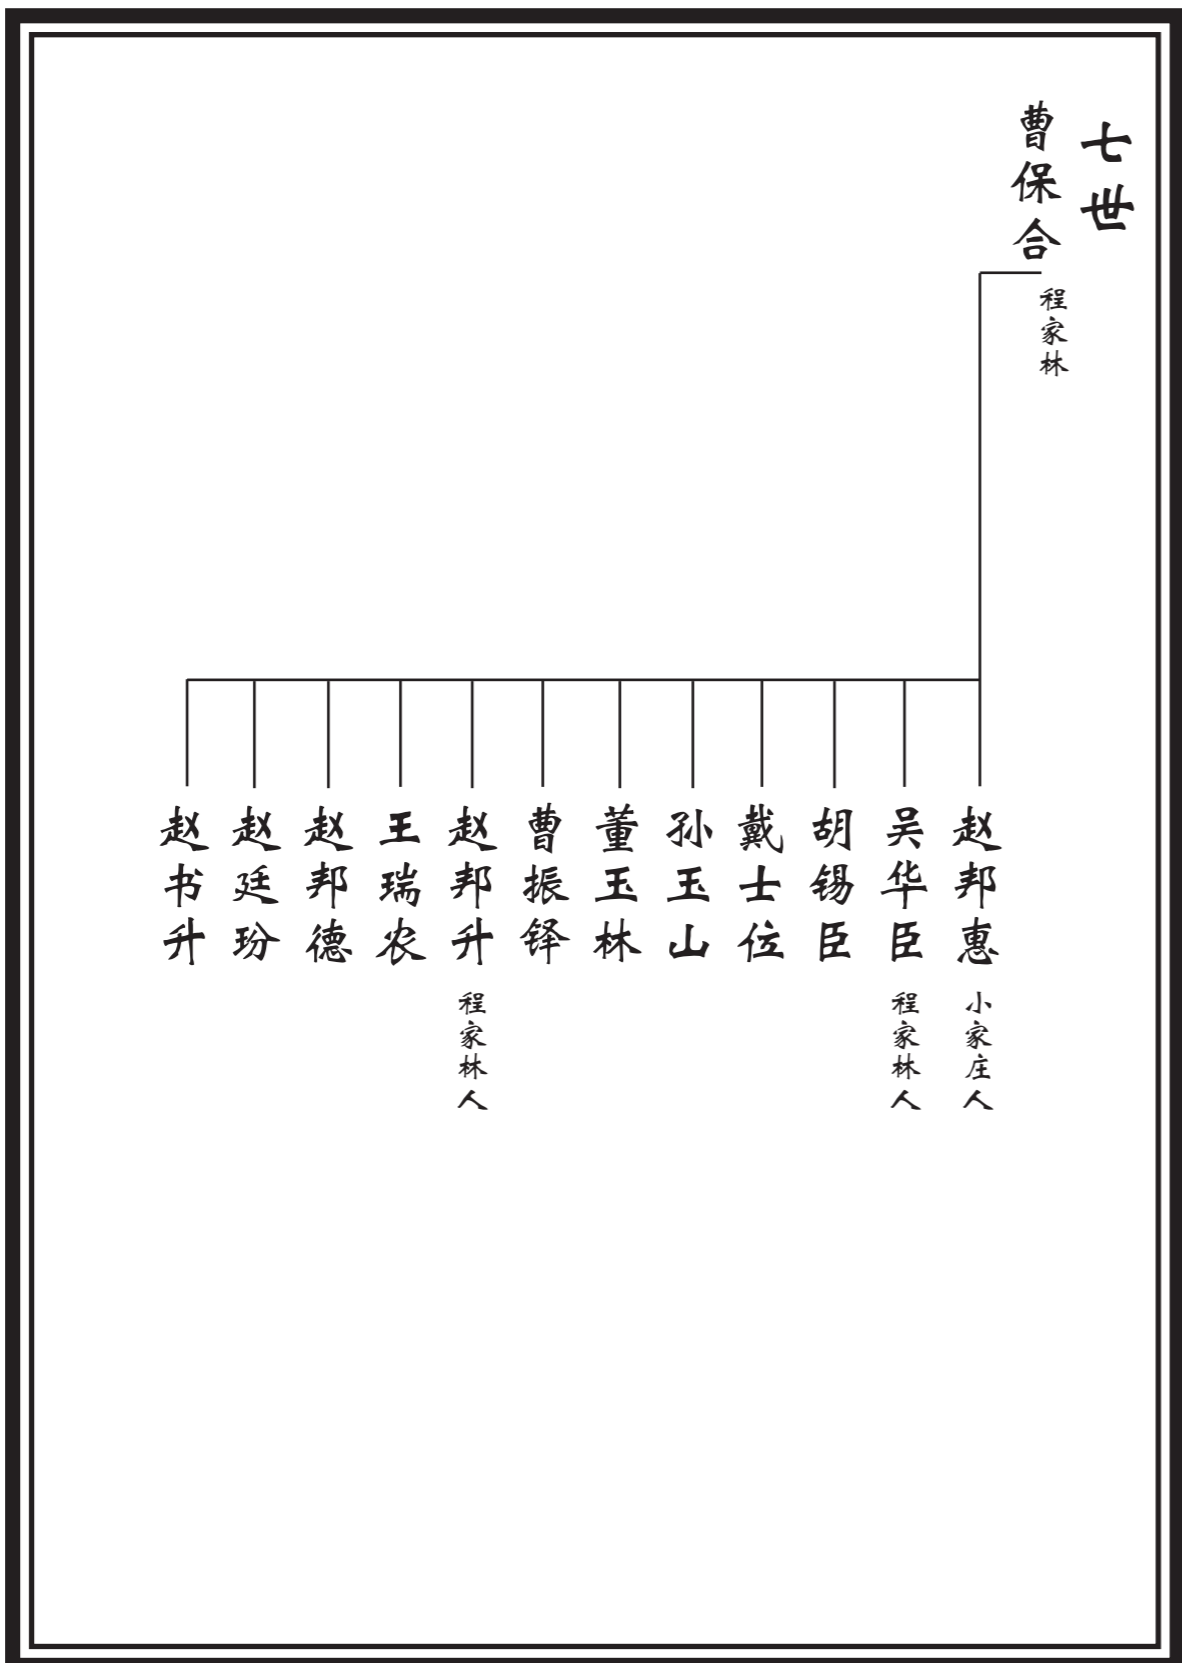 七世
曹保合
程家林
赵邦惠
小家庄人
吴华臣
程家林人
胡锡臣
戴士位
孙玉山
董玉林
曹振铎
赵邦升
程家林人
王瑞农
赵邦德
赵廷玢
赵书升